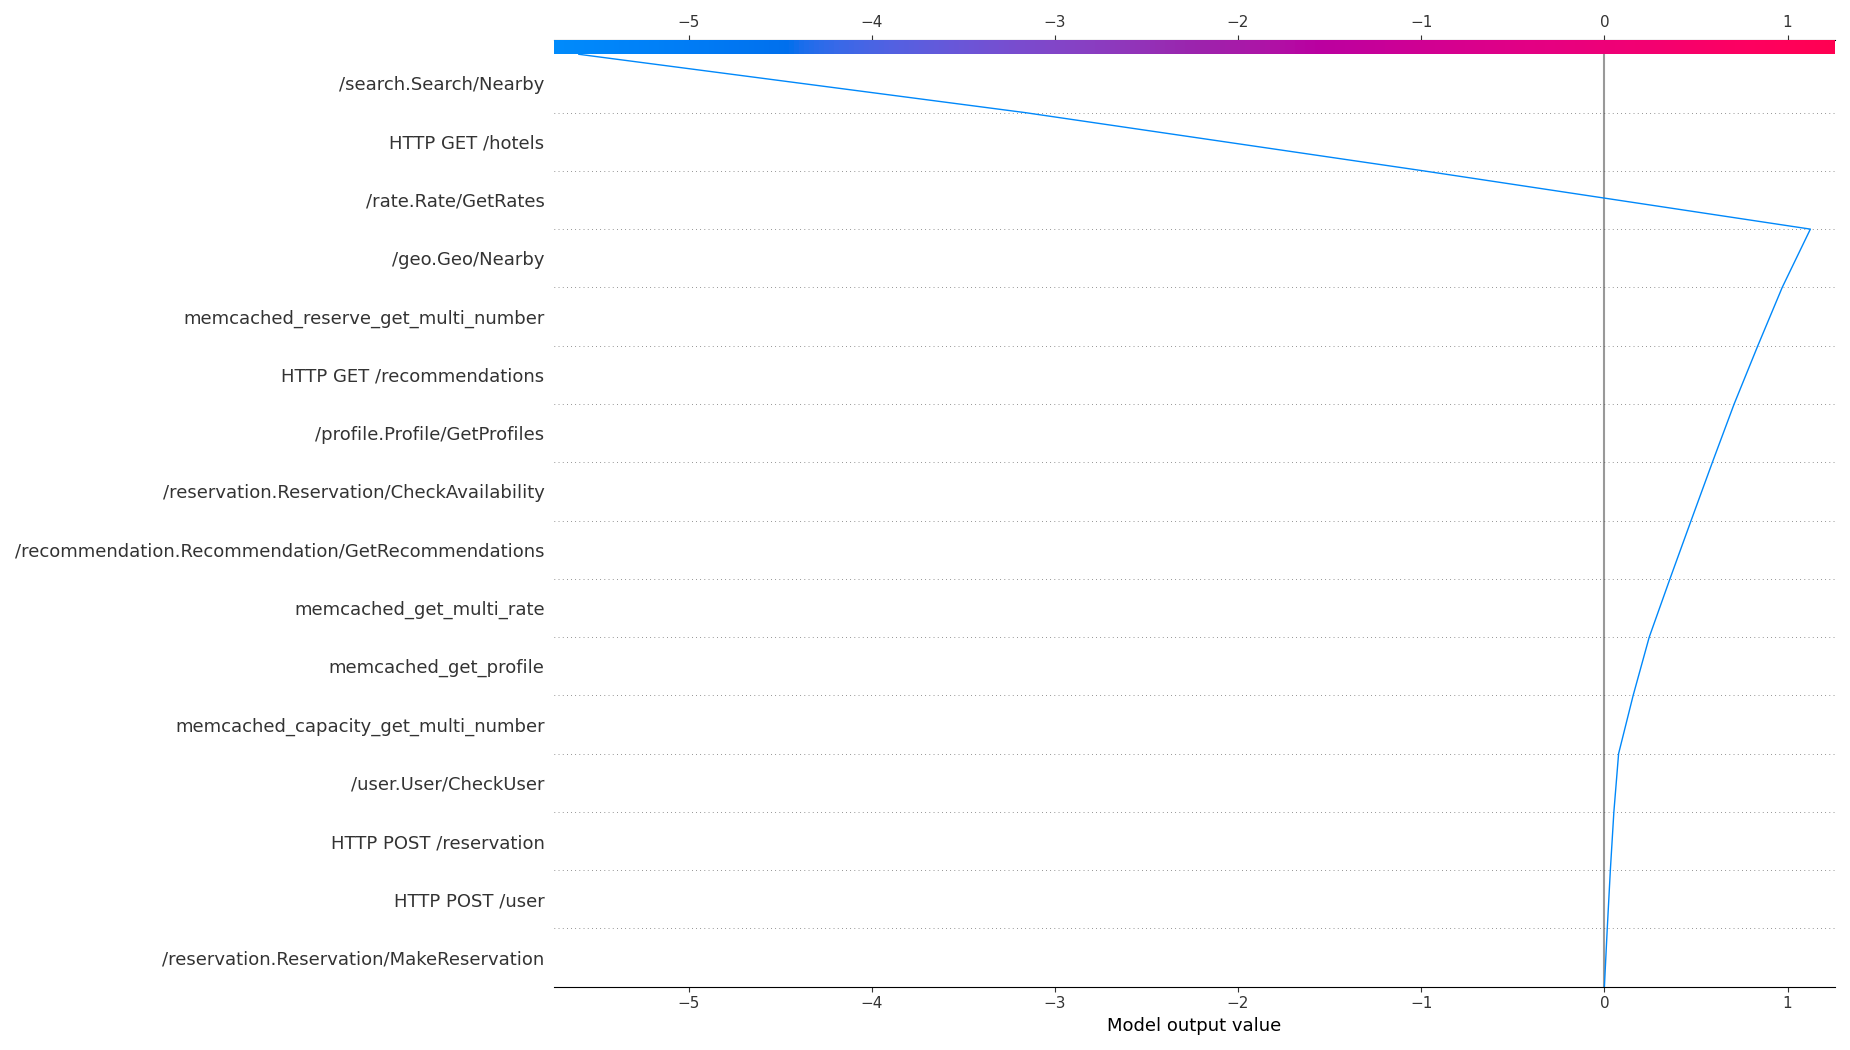 −5 −4 −3 −2 −1 0 1
/search.Search/Nearby
HTTP GET /hotels
/rate.Rate/GetRates
/geo.Geo/Nearby
memcached_reserve_get_multi_number
HTTP GET /recommendations
/profile.Profile/GetProfiles
/reservation.Reservation/CheckAvailability
/recommendation.Recommendation/GetRecommendations
memcached_get_multi_rate
memcached_get_profile
memcached_capacity_get_multi_number
/user.User/CheckUser
HTTP POST /reservation
HTTP POST /user
/reservation.Reservation/MakeReservation
−5 −4 −3 −2 −1 0 1
Model output value